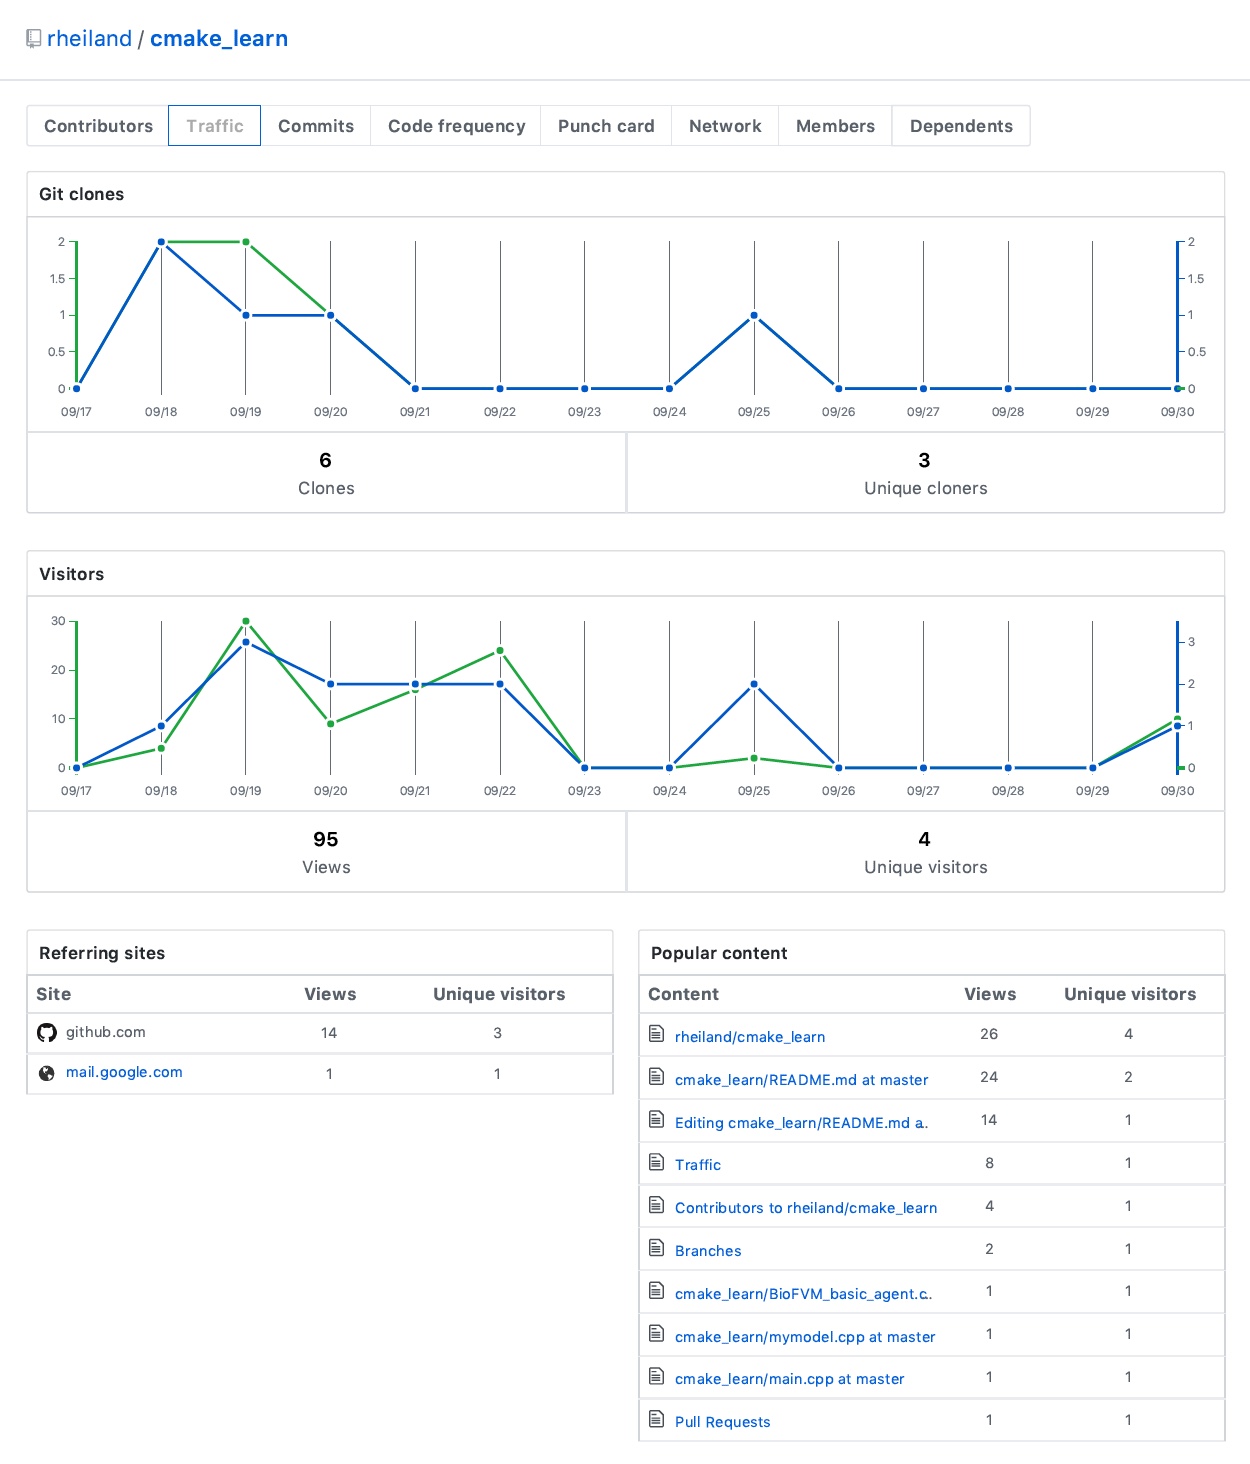 rheiland / cmake_learn
Contributors Traffic Commits Code frequency Punch card Network Members Dependents
Git clones
2 2
1.5 1.5
1 1
0.5 0.5
0 0
09/17 09/18 09/19 09/20 09/21 09/22 09/23 09/24 09/25 09/26 09/27 09/28 09/29 09/30
6 3
Clones Unique cloners
Visitors
30
3
20 2
10 1
0 0
09/17 09/18 09/19 09/20 09/21 09/22 09/23 09/24 09/25 09/26 09/27 09/28 09/29 09/30
95 4
Views Unique visitors
Referring sites
Site Views Unique visitors
github.com 14 3
mail.google.com 1 1
Popular content
Content Views Unique visitors
rheiland/cmake_learn 26 4
cmake_learn/README.md at master 24 2
Editing cmake_learn/README.md a.. 14 1
Traffic 8 1
Contributors to rheiland/cmake_learn 4 1
Branches 2 1
cmake_learn/BioFVM_basic_agent.c.. 1 1
cmake_learn/mymodel.cpp at master 1 1
cmake_learn/main.cpp at master 1 1
Pull Requests 1 1